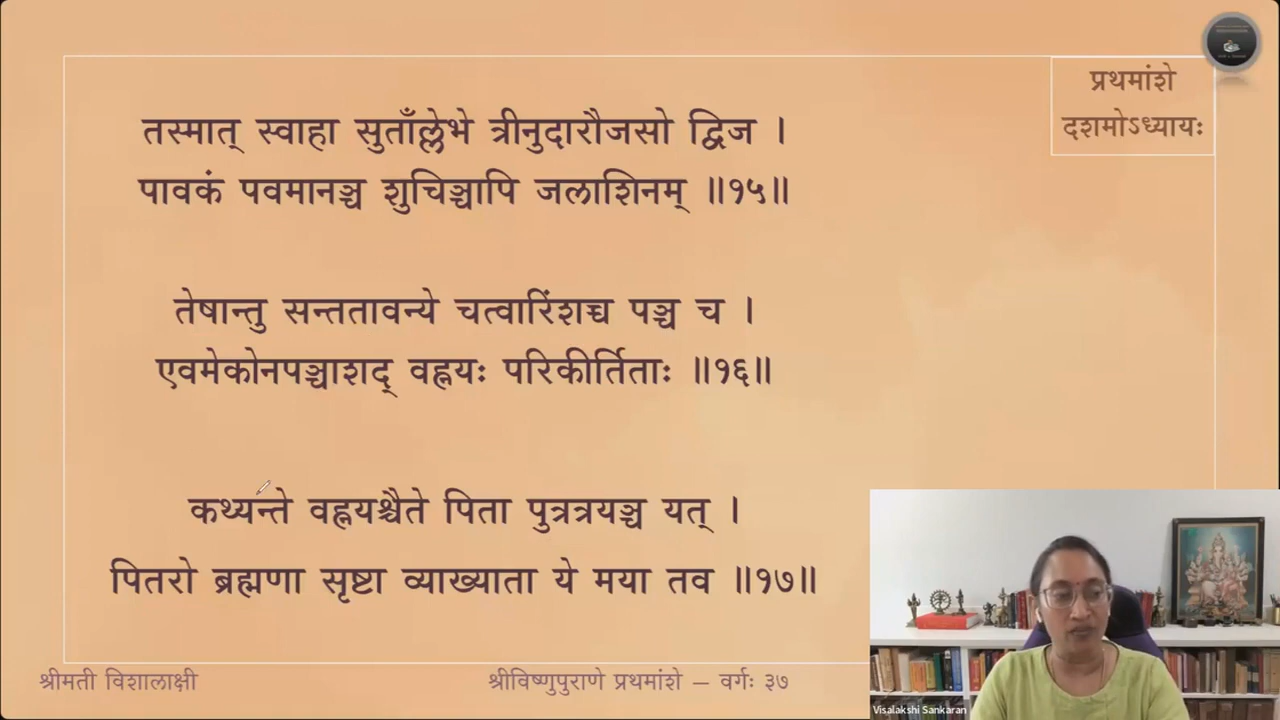 प्रथमांशे
दशमोऽध्यायः
तस्मात् स्वाहा सुताँल्लेभे त्रीनुदारौजसो द्विज ।
पावकं पवमानञ्च शुचिञ्चापि जलाशिनम् ॥१५॥
तेषान्तु सन्ततावन्ये चत्वारिंशच्च पञ्च च ।
एवमेकोनपञ्चाशद् वह्नयः परिकीर्तिताः ॥१६॥
कथ्यन्ते वह्नयश्चैते पिता पुत्रत्रयञ्च यत् ।
पितरो ब्रह्मणा सृष्टा व्याख्याता ये मया तव ॥१७॥
श्रीमती विशालाक्षी
श्रीविष्णुपुराणे प्रथमांशे – वर्गः ३७
Visalakshi Sankaran